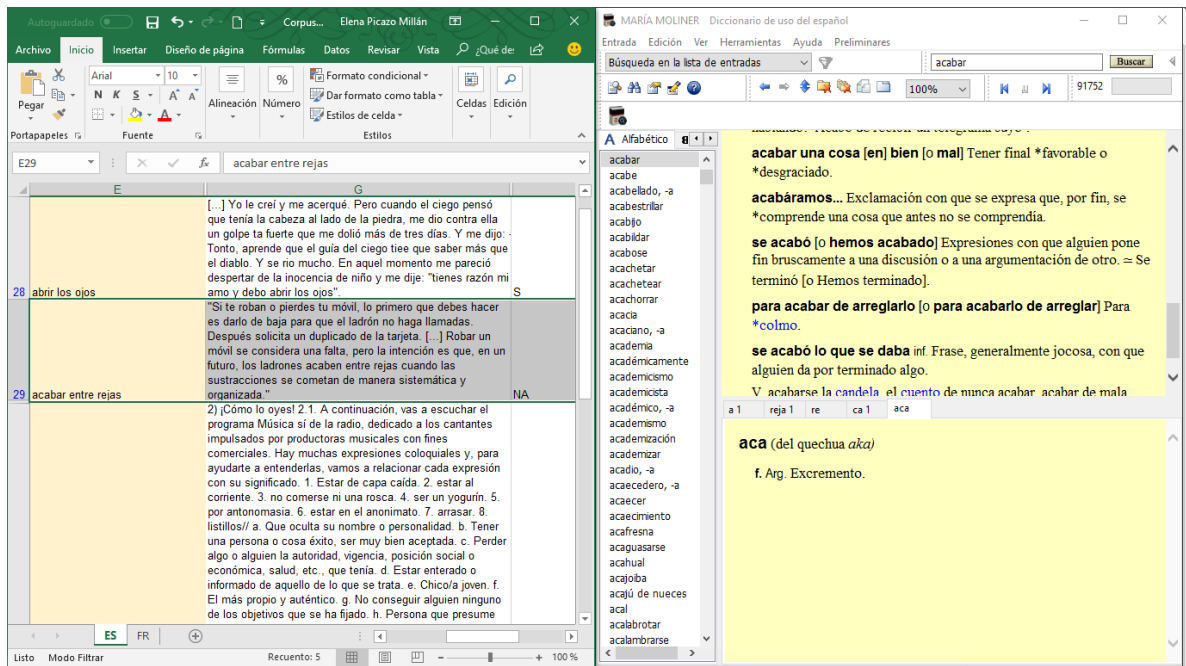 Autoguardado
Corpus... Elena Picazo Millán
Archivo Inicio Insertar Diseño de página Fórmulas Datos Revisar Vista ¿Qué de:
Pegar
Arial 10
N K S A A
Alineación Número
%
Formato condicional
Dar formato como tabla
Estilos de celda
Celdas Edición
Portapapeles Fuente Estilos
E29 fx acabar entre rejas
E G
[...] Yo le creí y me acerqué. Pero cuando el ciego pensó
que tenía la cabeza al lado de la piedra, me dio contra ella
un golpe ta fuerte que me dolió más de tres días. Y me dijo: -
Tonto, aprende que el guía del ciego tiee que saber más que
el diablo. Y se rio mucho. En aquel momento me pareció
despertar de la inocencia de niño y me dije: "tienes razón mi
28 abrir los ojos amo y debo abrir los ojos". S
"Si te roban o pierdes tu móvil, lo primero que debes hacer
es darlo de baja para que el ladrón no haga llamadas.
Después solicita un duplicado de la tarjeta. [...] Robar un
móvil se considera una falta, pero la intención es que, en un
futuro, los ladrones acaben entre rejas cuando las
sustracciones se cometan de manera sistemática y
29 acabar entre rejas organizada." NA
2) ¡Cómo lo oyes! 2.1. A continuación, vas a escuchar el
programa Música sí de la radio, dedicado a los cantantes
impulsados por productoras musicales con fines
comerciales. Hay muchas expresiones coloquiales y, para
ayudarte a entenderlas, vamos a relacionar cada expresión
con su significado. 1. Estar de capa caída. 2. estar al
corriente. 3. no comerse ni una rosca. 4. ser un yogurín. 5.
por antonomasia. 6. estar en el anonimato. 7. arrasar. 8.
listillos// a. Que oculta su nombre o personalidad. b. Tener
una persona o cosa éxito, ser muy bien aceptada. c. Perder
algo o alguien la autoridad, vigencia, posición social o
económica, salud, etc., que tenía. d. Estar enterado o
informado de aquello de lo que se trata. e. Chico/a joven. f.
El más propio y auténtico. g. No conseguir alguien ninguno
de los objetivos que se ha fijado. h. Persona que presume
ES FR
Listo Modo Filtrar Recuento: 5 100 %
MARÍA MOLINER Diccionario de uso del español
Entrada Edición Ver Herramientas Ayuda Preliminares
Búsqueda en la lista de entradas acabar Buscar
100% 91752
A Alfabético
acabar
acabe
acabellado, -a
acabestrillar
acabijo
acabildar
acabose
acachetar
acachetear
acachorrar
acacia
acaciano, -a
academia
académicamente
academicismo
academicista
académico, -a
academismo
academización
academizar
acadio, -a
acaecedero, -a
acaecer
acaecimiento
acafresna
acaguasarse
acahual
acajoiba
acajú de nueces
acal
acalabrotar
acalambrarse
acabar una cosa [en] bien [o mal] Tener final *favorable o
*desgraciado.
acabáramos... Exclamación con que se expresa que, por fin, se
*comprende una cosa que antes no se comprendía.
se acabó [o hemos acabado] Expresiones con que alguien pone
fin bruscamente a una discusión o a una argumentación de otro. ≃ Se
terminó [o Hemos terminado].
para acabar de arreglarlo [o para acabarlo de arreglar] Para
*colmo.
se acabó lo que se daba inf. Frase, generalmente jocosa, con que
alguien da por terminado algo.
V. acabarse la candela, el cuento de nunca acabar, acabar de mala
a 1 reja 1 re ca 1 aca
aca (del quechua aka)
f. Arg. Excremento.